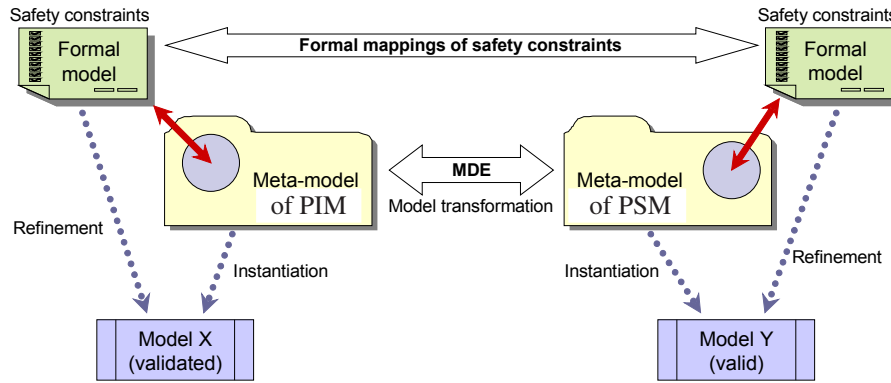 Safety constraints
Safety constraints
Formal
model
Formal mappings of safety constraints
Formal
model
Meta-model
of PIM
MDE
Model transformation
Meta-model
of PSM
Refinement
Instantiation
Instantiation
Refinement
Model X
(validated)
Model Y
(valid)